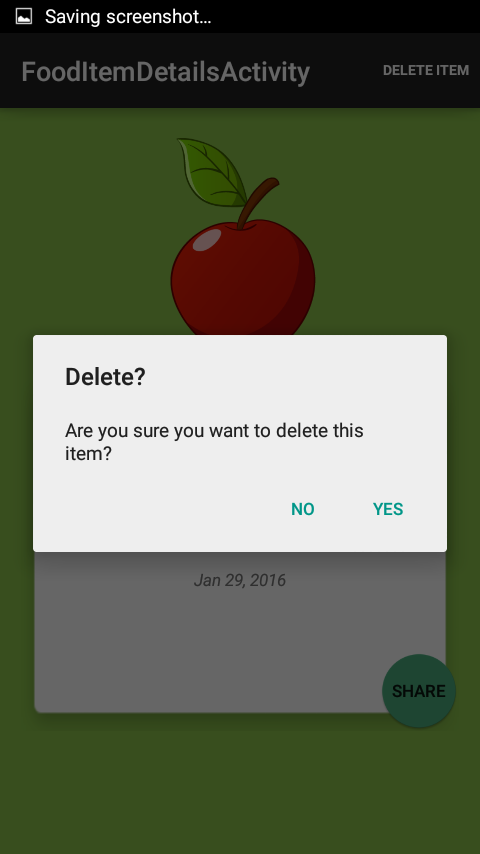 Saving screenshot...
FoodItemDetailsActivity
DELETE ITEM
Delete?
Are you sure you want to delete this
item?
NO
YES
Jan 29, 2016
SHARE